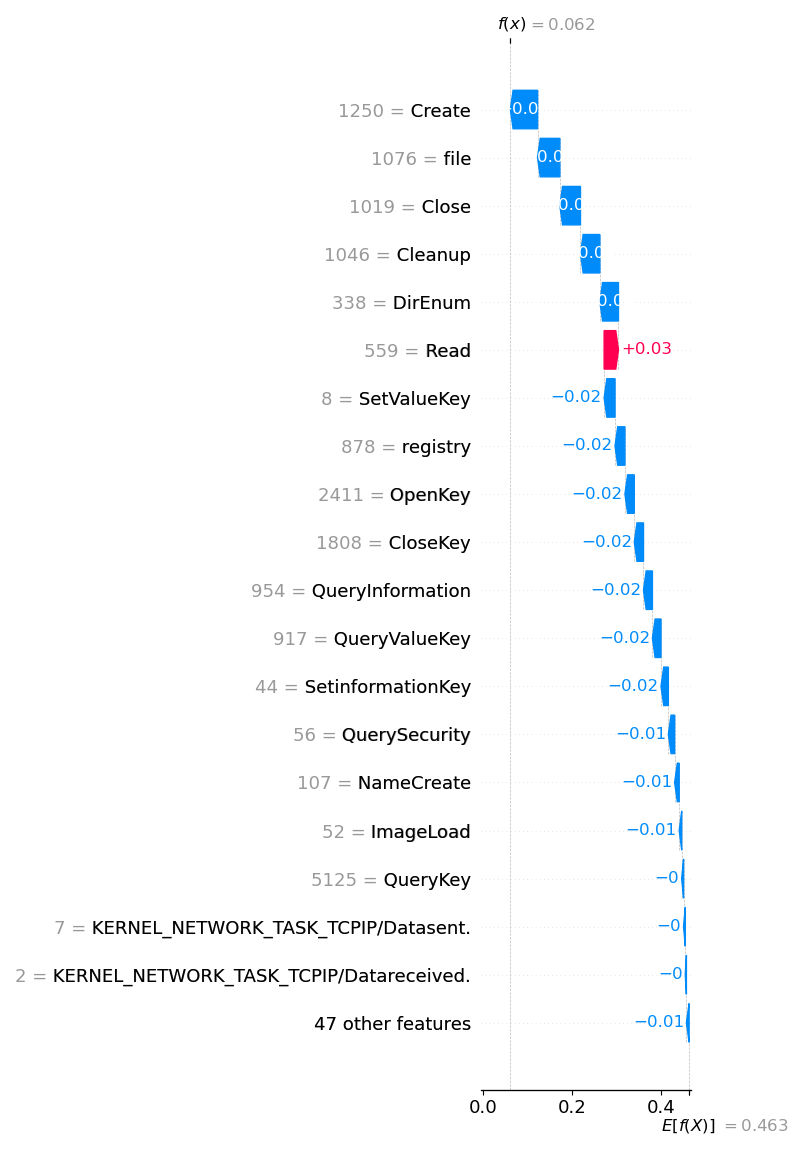 f(x) = 0.062
1250 = Create
1076 = file
1019 = Close
1046 = Cleanup
338 = DirEnum
559 = Read +0.03
8 = SetValueKey −0.02
878 = registry −0.02
2411 = OpenKey −0.02
1808 = CloseKey −0.02
954 = QueryInformation −0.02
917 = QueryValueKey −0.02
44 = SetinformationKey −0.02
56 = QuerySecurity −0.01
107 = NameCreate −0.01
52 = ImageLoad −0.01
5125 = QueryKey −0
7 = KERNEL_NETWORK_TASK_TCPIP/Datasent. −0
2 = KERNEL_NETWORK_TASK_TCPIP/Datareceived. −0
47 other features −0.01
0.0 0.2 0.4
E[f(X)] = 0.463